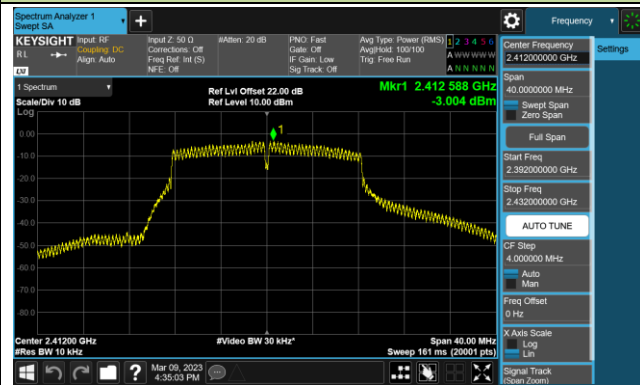 Spectrum Analyzer 1
Swept SA
Frequency
KEYSIGHT
RL
LXI
Input: RF
Coupling: DC
Align: Auto
Input Z: 50 Ω
Corrections: Off
Freq Ref: Int (S)
NFE: Off
#Atten: 20 dB
PNO: Fast
Gate: Off
IF Gain: Low
Sig Track: Off
Avg Type: Power (RMS)
Avg|Hold: 100/100
Trig: Free Run
1 2 3 4 5 6
A W W W W W
A N N N N N
Center Frequency
2.412000000 GHz
Settings
Span
40.0000000 MHz
Swept Span
Zero Span
Full Span
Start Freq
2.392000000 GHz
Stop Freq
2.432000000 GHz
AUTO TUNE
CF Step
4.000000 MHz
Auto
Man
Freq Offset
0 Hz
X Axis Scale
Log
Lin
Signal Track
(Span Zoom)
1 Spectrum
Scale/Div 10 dB
Log
Ref Lvl Offset 22.00 dB
Ref Level 10.00 dBm
Mkr1 2.412 588 GHz
-3.004 dBm
1
0.00
-10.0
-20.0
-30.0
-40.0
-50.0
-60.0
-70.0
-80.0
Center 2.41200 GHz
#Res BW 10 kHz
#Video BW 30 kHz*
Span 40.00 MHz
Sweep 161 ms (20001 pts)
?
Mar 09, 2023
4:35:03 PM